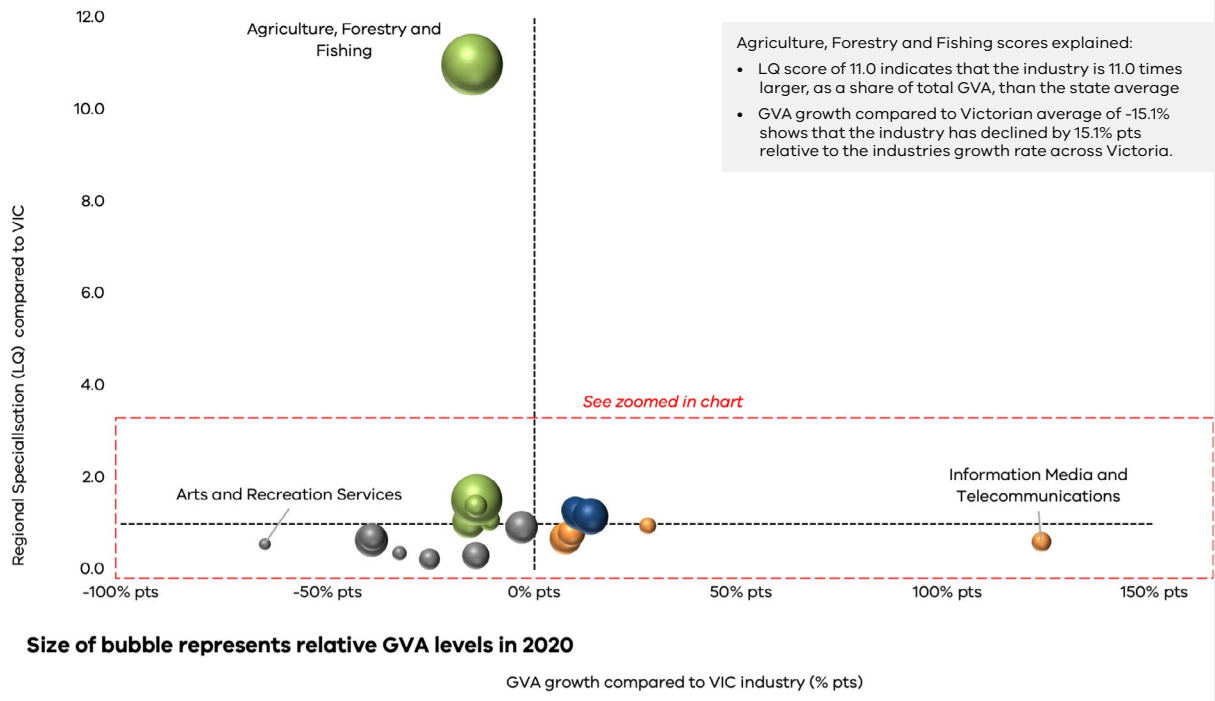 12.0
Agriculture, Forestry and
Fishing
Agriculture, Forestry and Fishing scores explained:
• LQ score of 11.0 indicates that the industry is 11.0 times
larger, as a share of total GVA, than the state average
• GVA growth compared to Victorian average of -15.1%
shows that the industry has declined by 15.1% pts
relative to the industries growth rate across Victoria.
10.0
8.0
6.0
4.0
2.0
0.0
Regional Specialisation (LQ) compared to VIC
See zoomed in chart
Arts and Recreation Services
Information Media and
Telecommunications
-100% pts -50% pts 0% pts 50% pts 100% pts 150% pts
Size of bubble represents relative GVA levels in 2020
GVA growth compared to VIC industry (% pts)